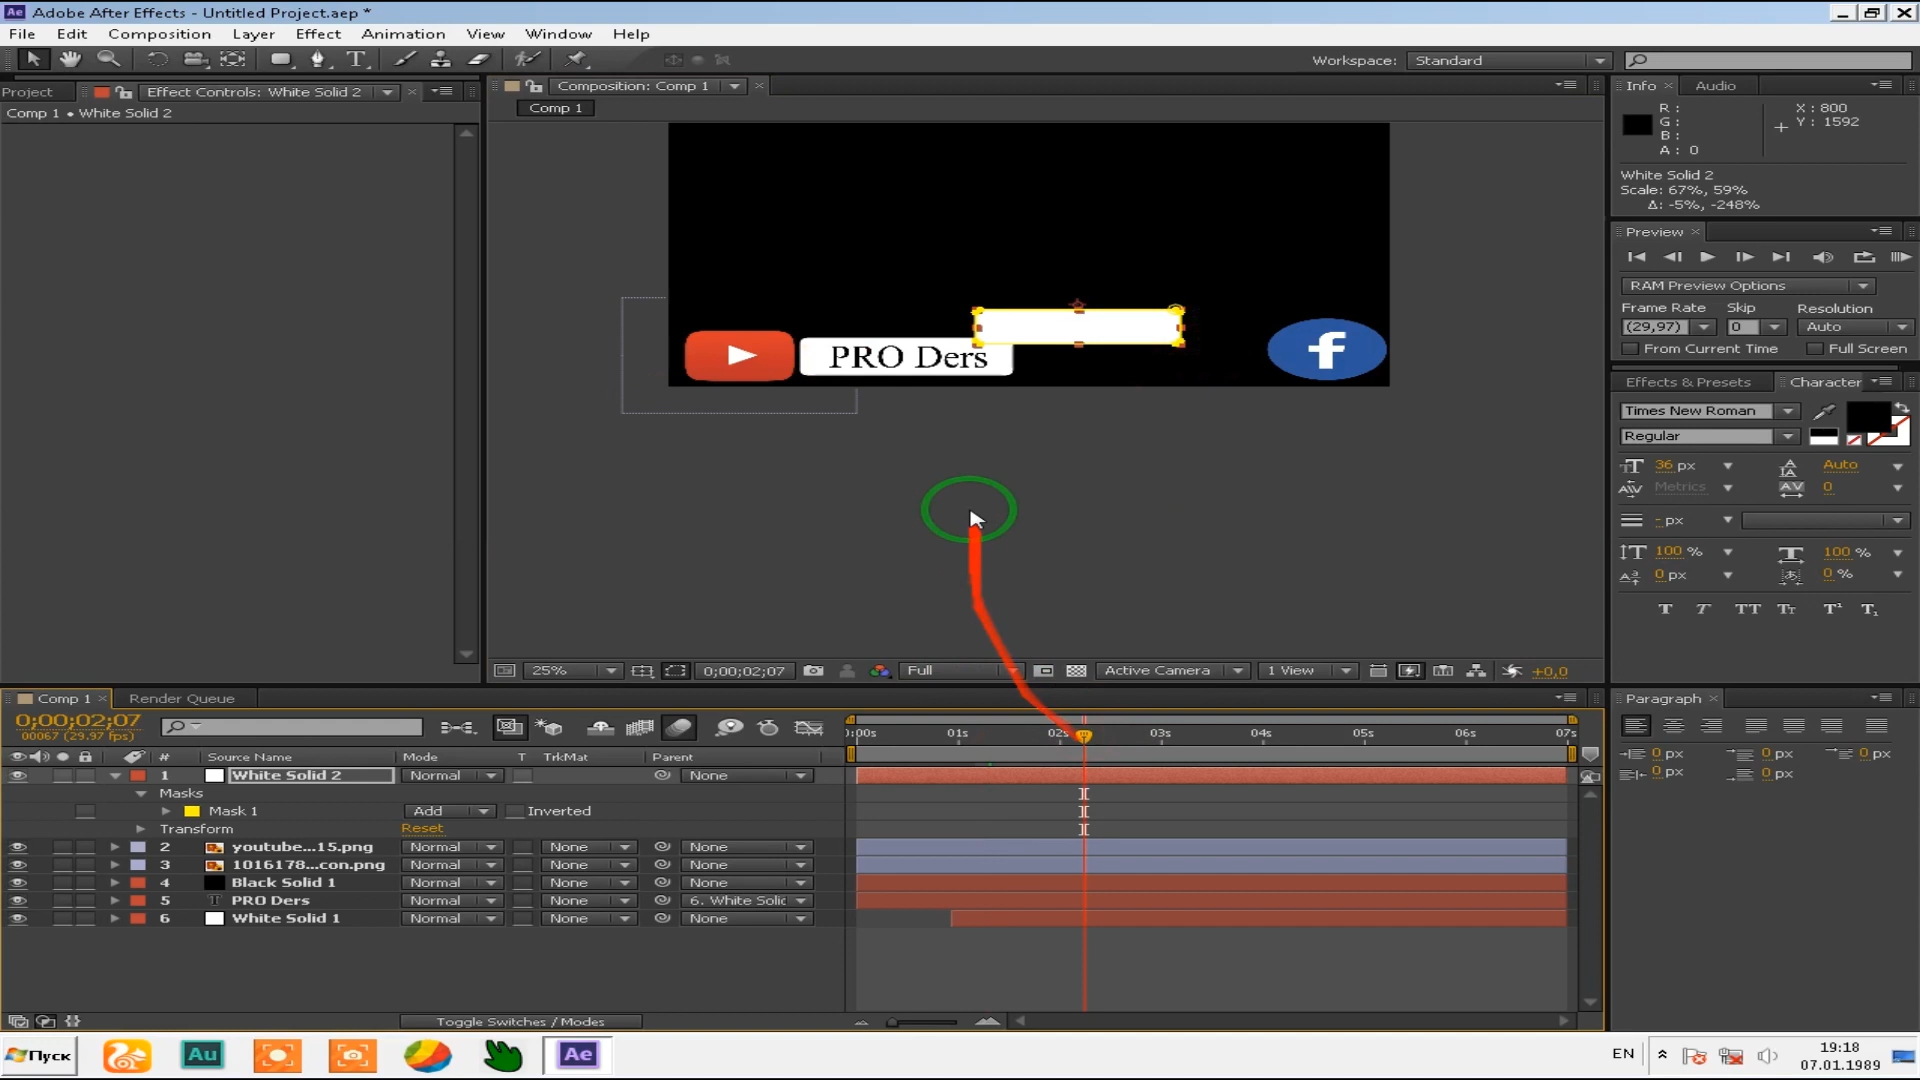 Adobe After Effects - Untitled Project.aep *
File Edit Composition Layer Effect Animation View Window Help
Workspace: Standard
Project Effect Controls: White Solid 2
Comp 1 • White Solid 2
Composition: Comp 1
Comp 1
PRO Ders
f
25% 0;00;02;07 Full Active Camera 1 View +0,0
Info Audio
R : X : 800
G : Y : 1592
B :
A : 0
White Solid 2
Scale: 67%, 59%
Δ: -5%, -248%
Preview
RAM Preview Options
Frame Rate Skip Resolution
(29,97) 0 Auto
From Current Time Full Screen
Effects & Presets Character
Times New Roman
Regular
36 px Auto
Metrics 0
- px
100 % 100 %
0 px 0 %
T T TT Tt T¹ T₁
Paragraph
0 px 0 px 0 px
0 px 0 px
Comp 1 Render Queue
0;00;02;07
00067 (29.97 fps)
):00s 01s 02s 03s 04s 05s 06s 07s
# Source Name Mode T TrkMat Parent
1 White Solid 2 Normal None
Masks
Mask 1 Add Inverted
Transform Reset
2 youtube...15.png Normal None None
3 1016178...con.png Normal None None
4 Black Solid 1 Normal None None
5 PRO Ders Normal None 6. White Solid
6 White Solid 1 Normal None None
Toggle Switches / Modes
Пуск Au Ae EN 19:18
07.01.1989